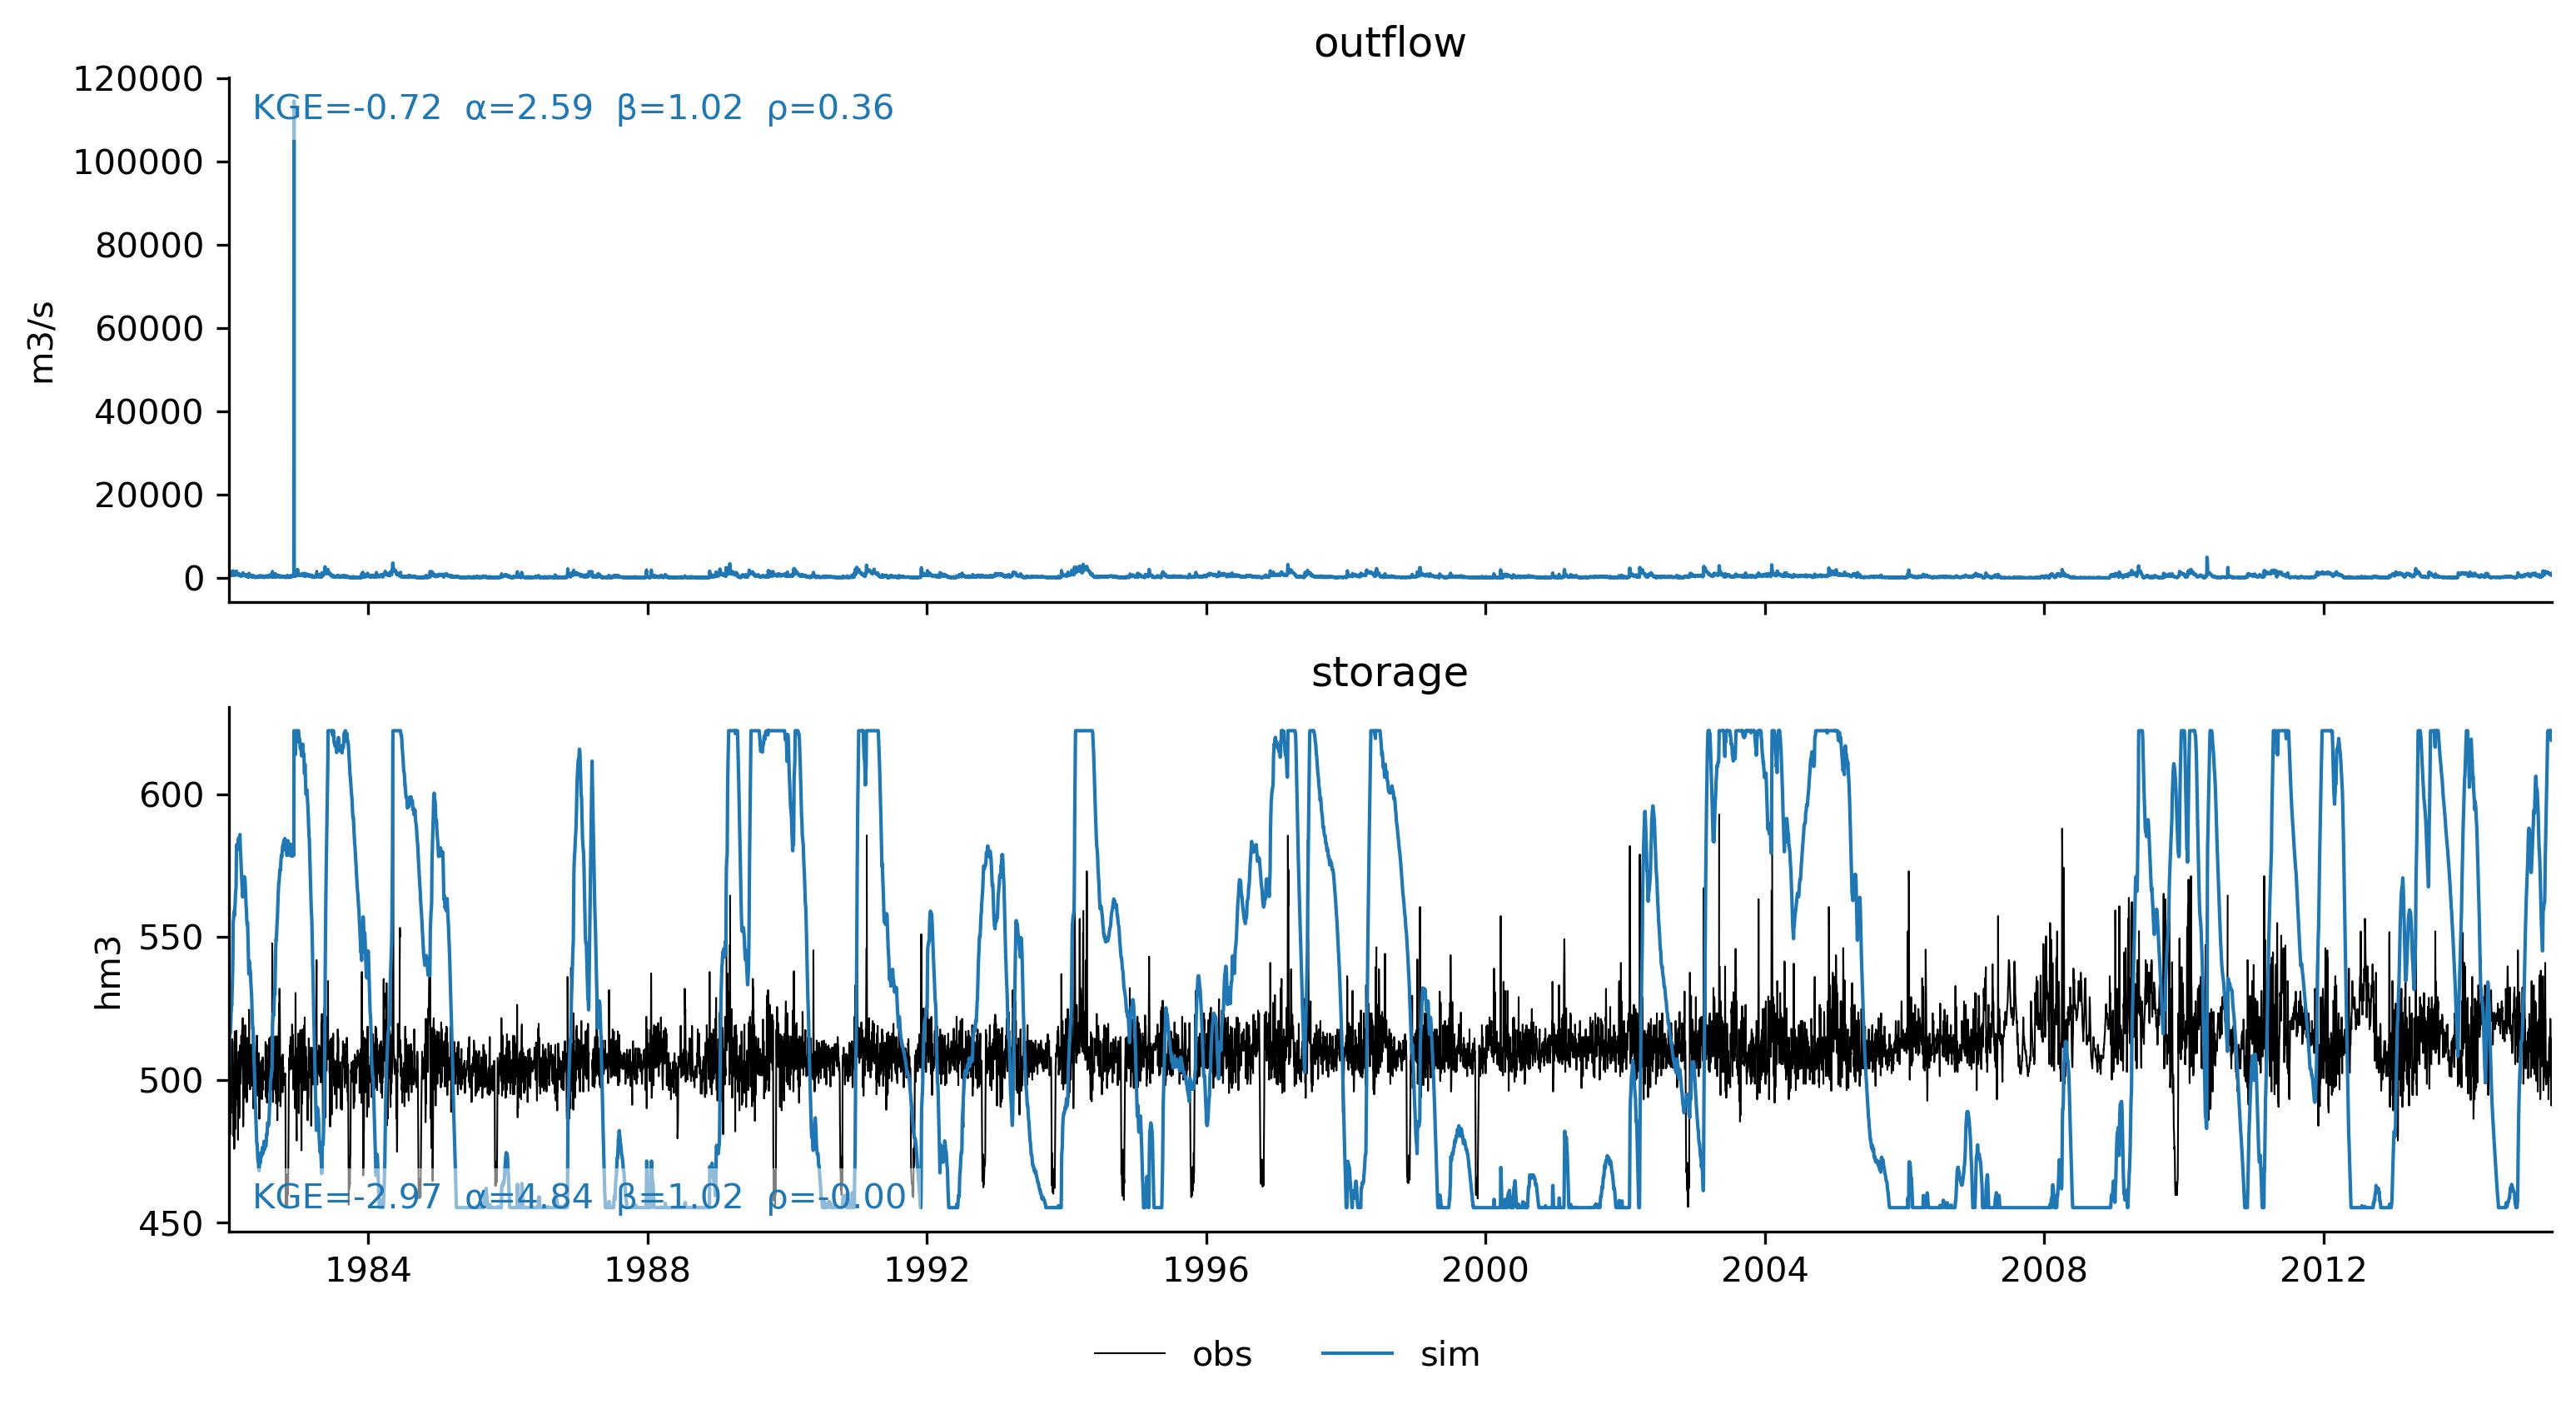 outflow
120000
100000
80000
60000
40000
20000
0
m3/s
KGE=-0.72 α=2.59 β=1.02 ρ=0.36
storage
600
550
500
450
hm3
KGE=-2.97 α=4.84 β=1.02 ρ=-0.00
1984 1988 1992 1996 2000 2004 2008 2012
obs sim